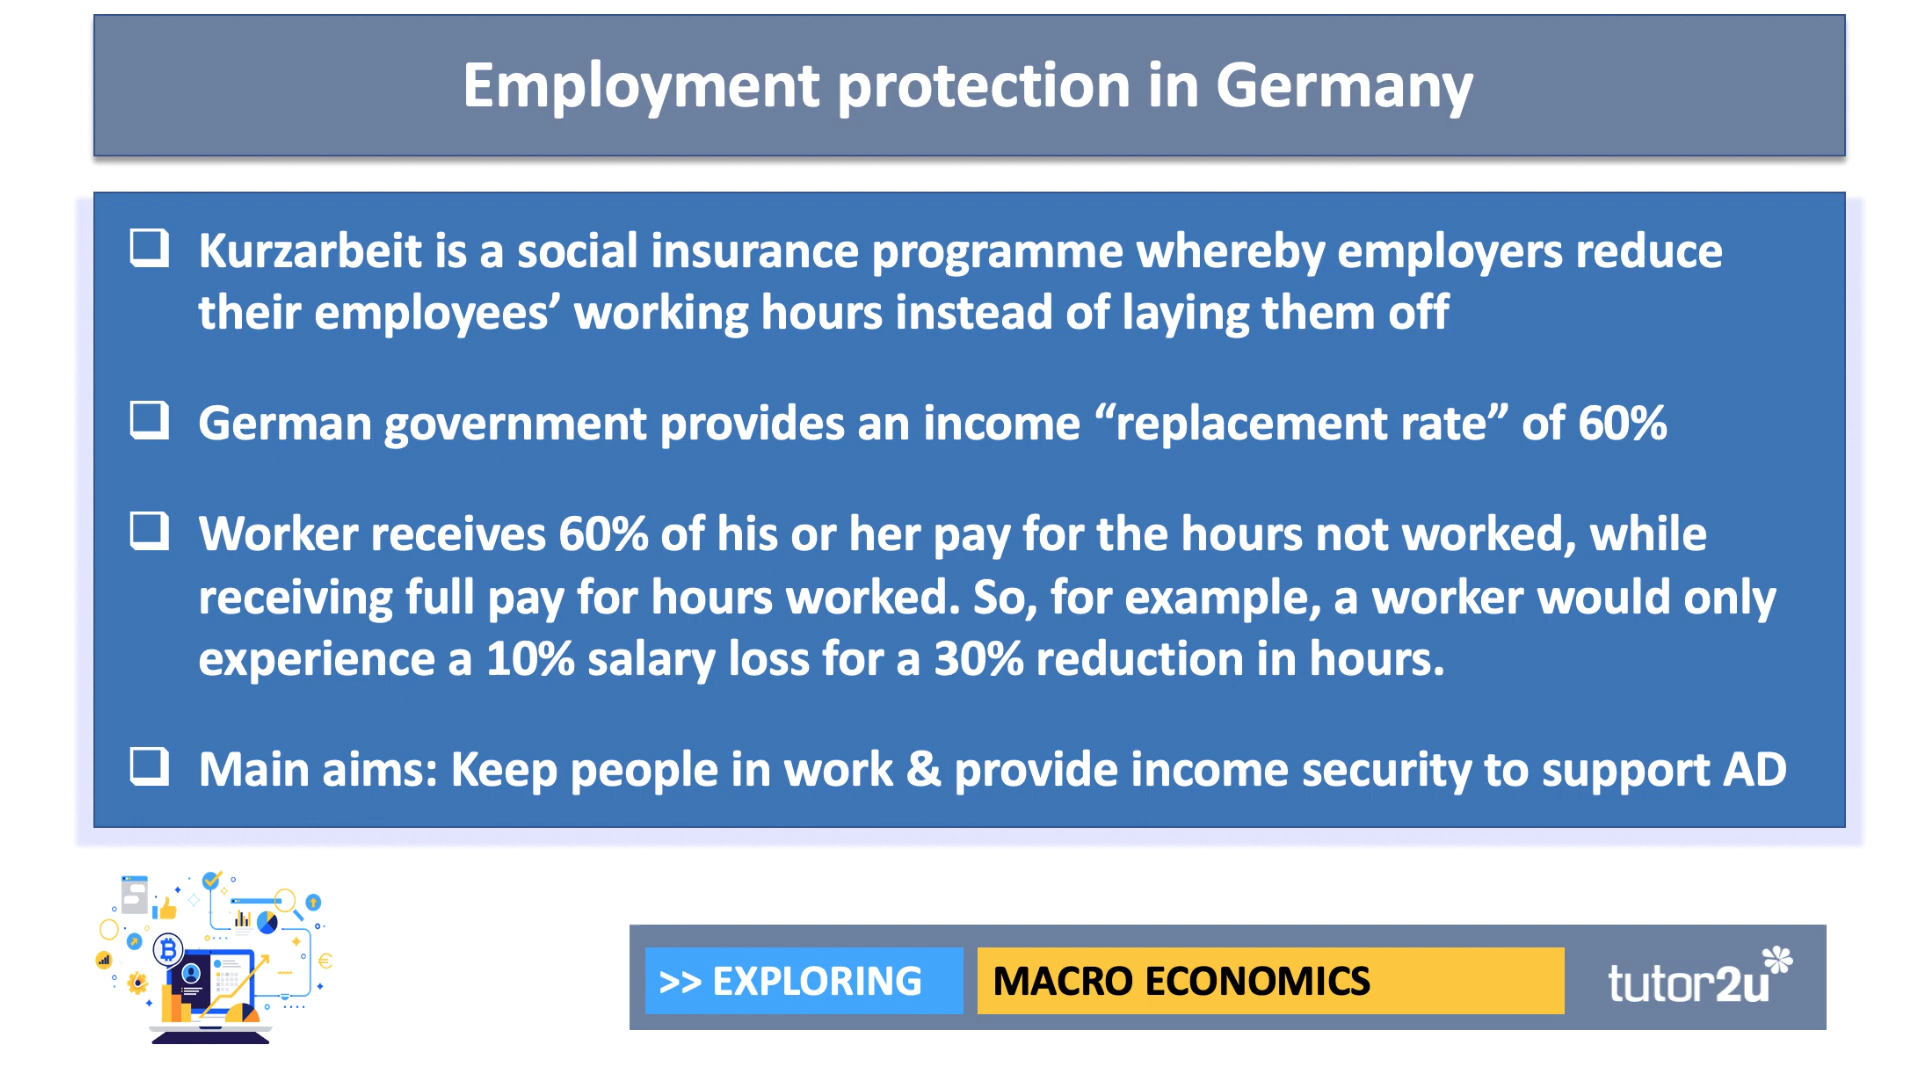 Employment protection in Germany
❑ Kurzarbeit is a social insurance programme whereby employers reduce
their employees’ working hours instead of laying them off
❑ German government provides an income “replacement rate” of 60%
❑ Worker receives 60% of his or her pay for the hours not worked, while
receiving full pay for hours worked. So, for example, a worker would only
experience a 10% salary loss for a 30% reduction in hours.
❑ Main aims: Keep people in work & provide income security to support AD
>> EXPLORING
MACRO ECONOMICS
tutor2u